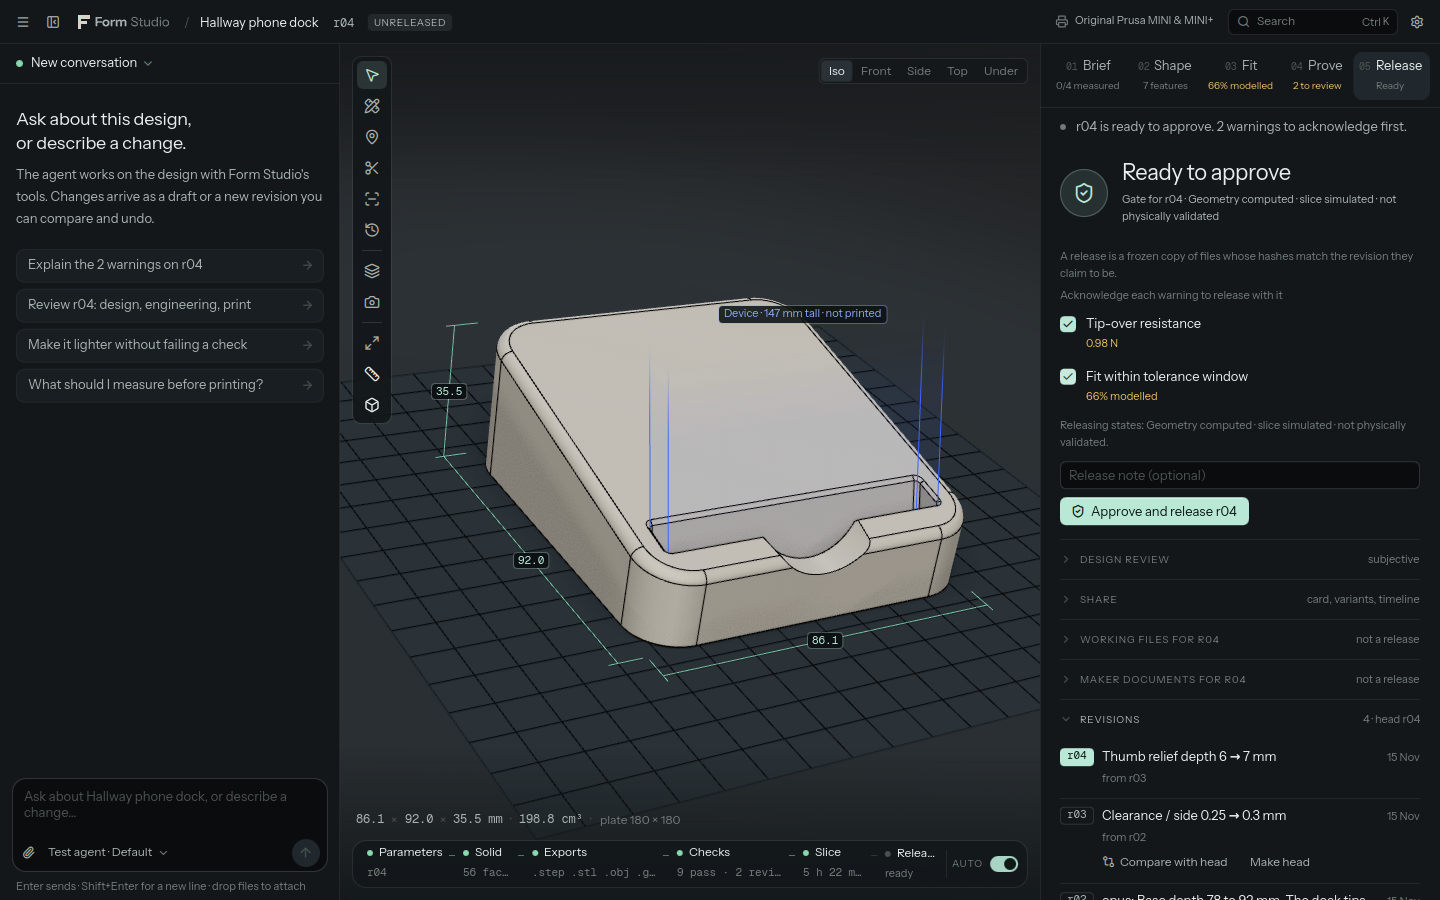 Form Studio / Hallway phone dock r04 UNRELEASED
Original Prusa MINI & MINI+
Search Ctrl K
New conversation
Ask about this design,
or describe a change.
The agent works on the design with Form Studio's
tools. Changes arrive as a draft or a new revision you
can compare and undo.
Explain the 2 warnings on r04
Review r04: design, engineering, print
Make it lighter without failing a check
What should I measure before printing?
Ask about Hallway phone dock, or describe a
change...
Test agent · Default
Enter sends · Shift+Enter for a new line · drop files to attach
Iso Front Side Top Under
Device · 147 mm tall · not printed
35.5
92.0
86.1
86.1 × 92.0 × 35.5 mm · 198.8 cm³ · plate 180 × 180
Parameters Solid Exports Checks Slice Relea...
r04 56 fac... .step .stl .obj .g... 9 pass · 2 revi... 5 h 22 m... ready
AUTO
01 Brief 02 Shape 03 Fit 04 Prove 05 Release
0/4 measured 7 features 66% modelled 2 to review Ready
r04 is ready to approve. 2 warnings to acknowledge first.
Ready to approve
Gate for r04 · Geometry computed · slice simulated · not
physically validated
A release is a frozen copy of files whose hashes match the revision they
claim to be.
Acknowledge each warning to release with it
Tip-over resistance
0.98 N
Fit within tolerance window
66% modelled
Releasing states: Geometry computed · slice simulated · not physically
validated.
Release note (optional)
Approve and release r04
DESIGN REVIEW subjective
SHARE card, variants, timeline
WORKING FILES FOR R04 not a release
MAKER DOCUMENTS FOR R04 not a release
REVISIONS 4 · head r04
r04 Thumb relief depth 6 → 7 mm 15 Nov
from r03
r03 Clearance / side 0.25 → 0.3 mm 15 Nov
from r02
Compare with head Make head
r02 opus: Base depth 78 to 92 mm. The dock tips 15 Nov